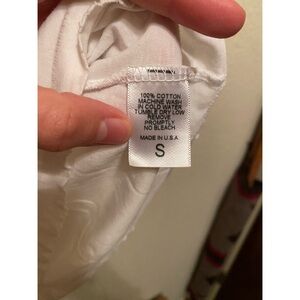 100% COTTON
MACHINE WASH
IN COLD WATER
TUMBLE DRY LOW
REMOVE
PROMPTLY
NO BLEACH
MADE IN U.S.A.
S